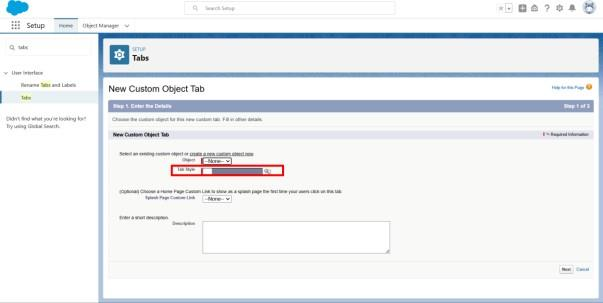 Search Setup
Setup
Home
Object Manager
tabs
User Interface
Rename Tabs and Labels
Tabs
Didn't find what you're looking for?
Try using Global Search.
SETUP
Tabs
New Custom Object Tab
Help for this Page
Step 1. Enter the Details
Step 1 of 3
Choose the custom object for this new custom tab. Fill in other details.
New Custom Object Tab
= Required Information
Select an existing custom object or create a new custom object now.
Object
--None--
Tab Style
(Optional) Choose a Home Page Custom Link to show as a splash page the first time your users click on this tab.
Splash Page Custom Link
--None--
Enter a short description.
Description
Next
Cancel